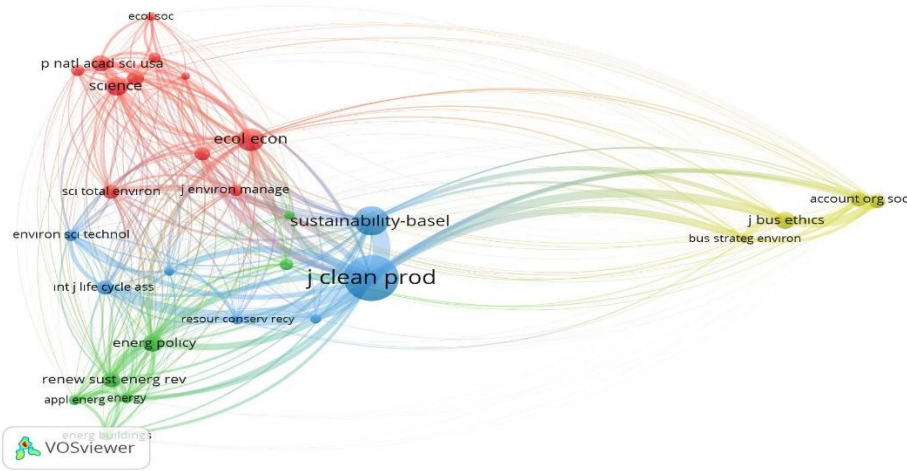 ecol soc
p natl acad sci usa
science
ecol econ
sci total environ
j environ manage
account org soc
sustainability-basel
j bus ethics
environ sci technol
bus strateg environ
j clean prod
int j life cycle ass
resour conserv recy
energ policy
renew sust energ rev
appl energ
energy
energ buildings
VOSviewer